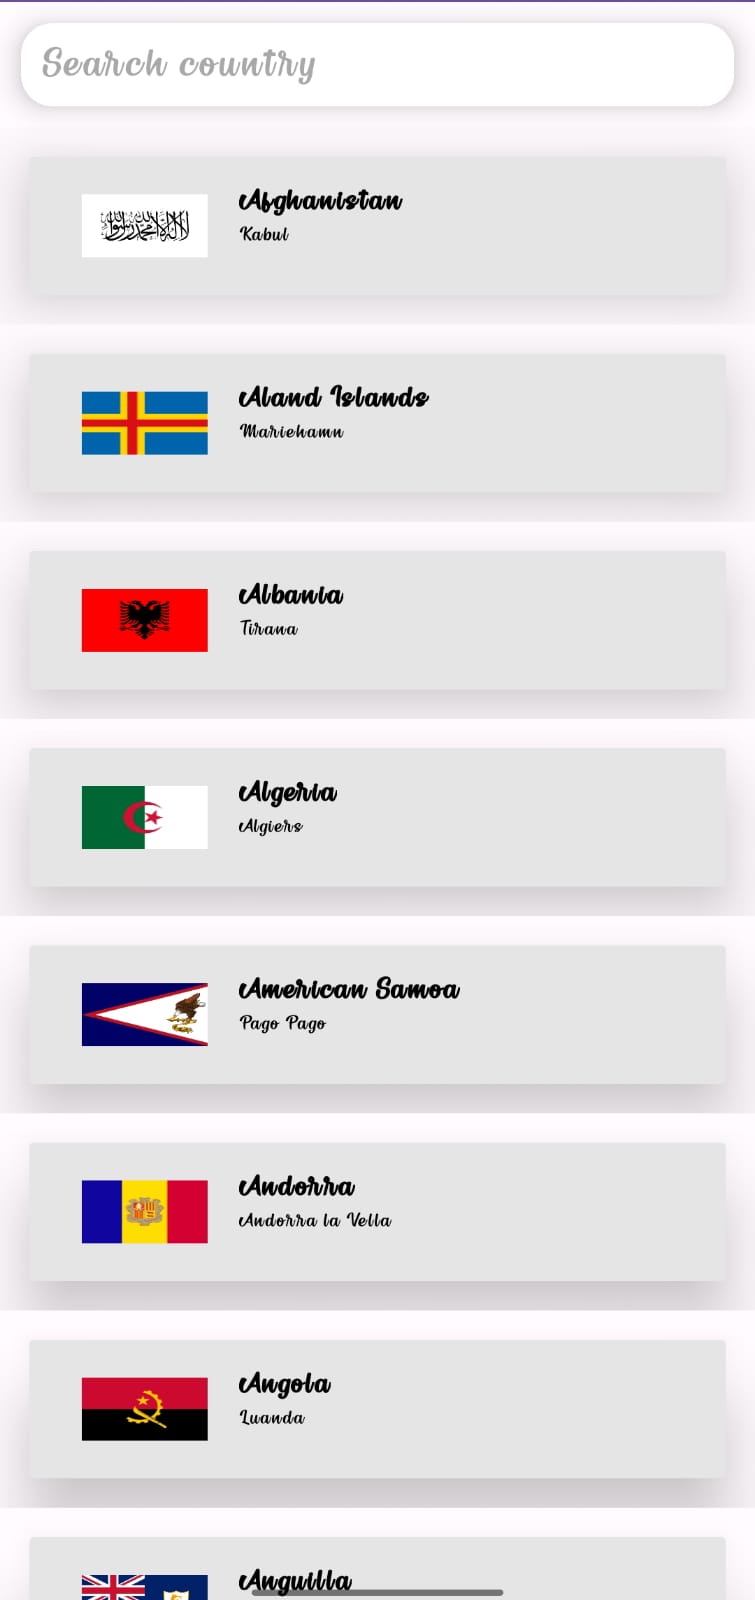 Search country
Afghanistan
Kabul
لا إله إلا الله محمد رسول الله
Aland Islands
Mariehamn
Albania
Tirana
Algeria
Algiers
American Samoa
Pago Pago
Andorra
Andorra la Vella
Angola
Luanda
Anguilla